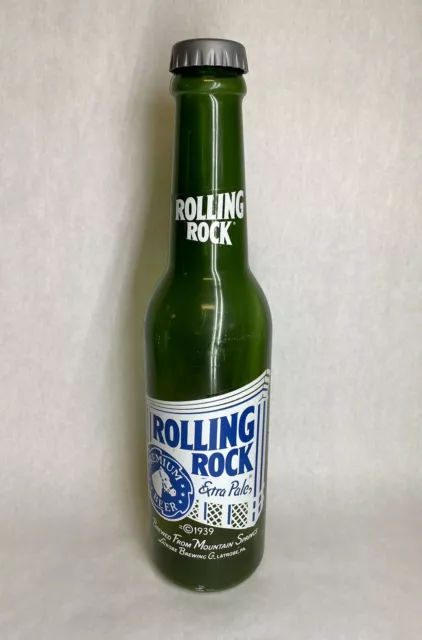 ROLLING
ROCK
ROLLING
ROCK
Extra Pale
PREMIUM
BEER
©1939
BREWED FROM MOUNTAIN SPRINGS
LATROBE BREWING CO. LATROBE, PA.